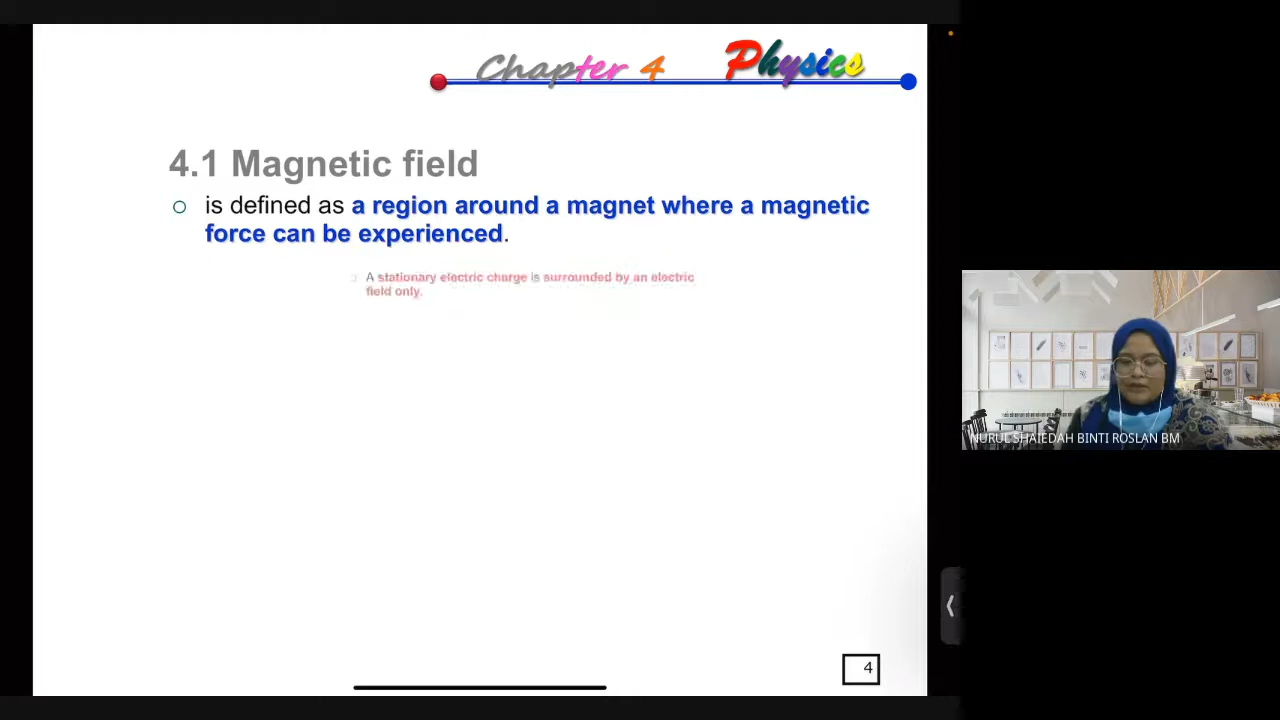 Chapter 4 Physics
4.1 Magnetic field
is defined as a region around a magnet where a magnetic
force can be experienced.
A stationary electric charge is surrounded by an electric
field only.
NURUL SHAIEDAH BINTI ROSLAN BM
4